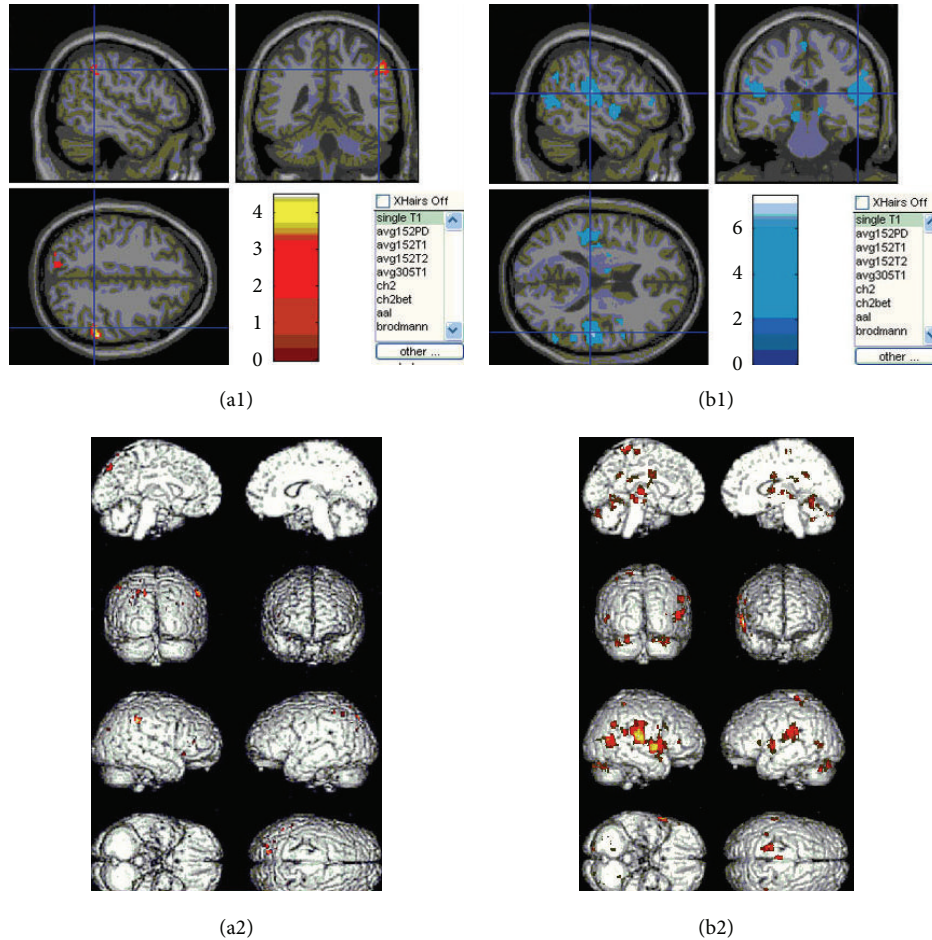 4
3
2
1
0
XHairs Off
single T1
avg152PD
avg152T1
avg152T2
avg305T1
ch2
ch2bet
aal
brodmann
other ...
(a1)
6
4
2
0
XHairs Off
single T1
avg152PD
avg152T1
avg152T2
avg305T1
ch2
ch2bet
aal
brodmann
other ...
(b1)
(a2)
(b2)